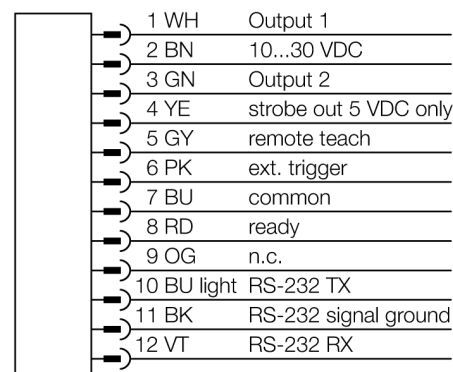 1 WH Output 1
2 BN 10...30 VDC
3 GN Output 2
4 YE strobe out 5 VDC only
5 GY remote teach
6 PK ext. trigger
7 BU common
8 RD ready
9 OG n.c.
10 BU light RS-232 TX
11 BK RS-232 signal ground
12 VT RS-232 RX